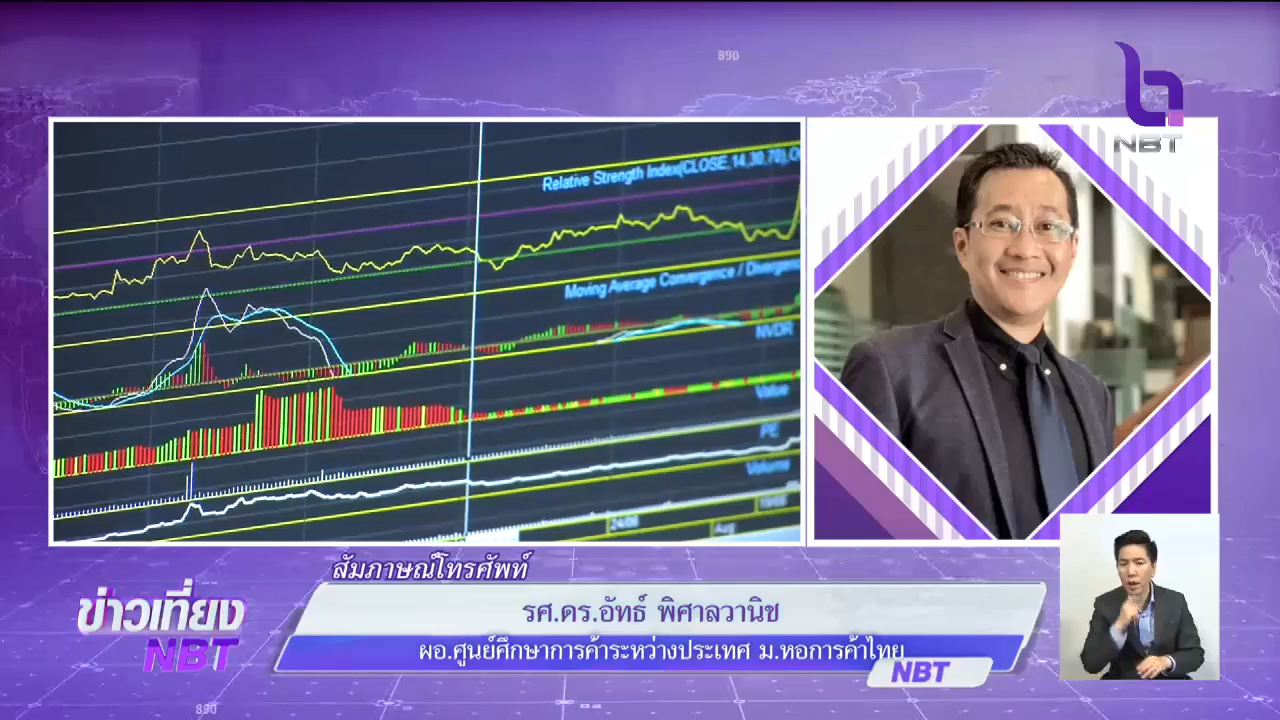 890
NBT
Relative Strength Index(CLOSE,14,30,70),O
Moving Average Convergence / Divergenc
NVDR
Value
PE
Volume
24/08
Aug
สัมภาษณ์โทรศัพท์
รศ.ดร.อัทธ์ พิศาลวานิช
ผอ.ศูนย์ศึกษาการค้าระหว่างประเทศ ม.หอการค้าไทย
NBT
ข่าวเที่ยง
NBT
890